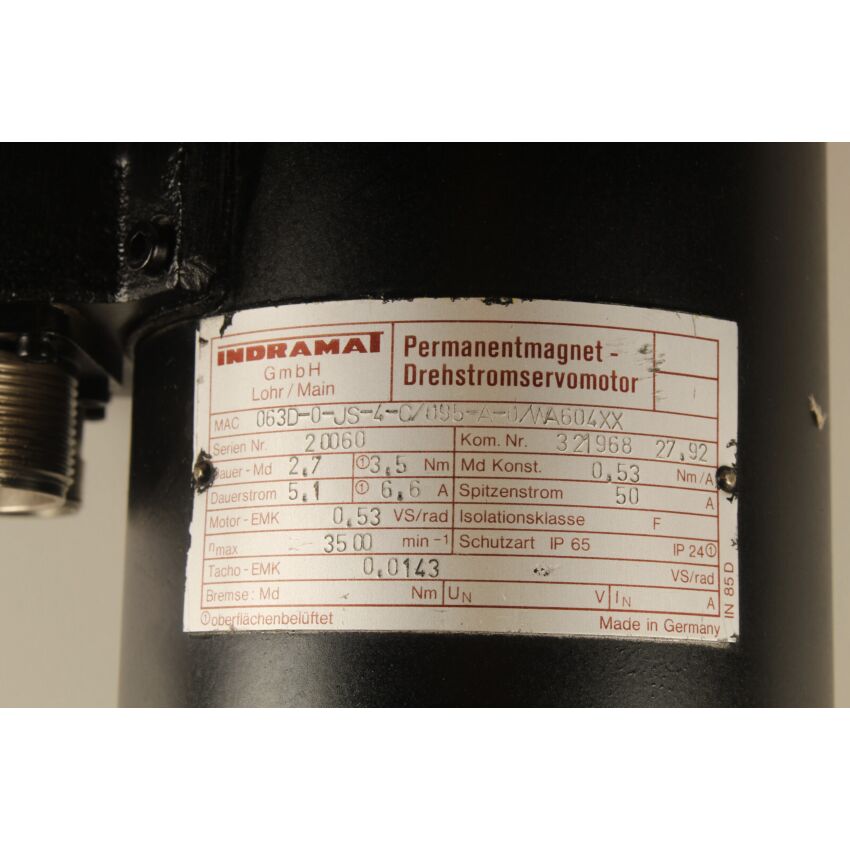 INDRAMAT
GmbH
Lohr / Main
Permanentmagnet -
Drehstromservomotor
MAC 063D-0-JS-4-C/095-A-0/WA604XX
Serien Nr. 20060 Kom. Nr. 321968 27,92
Dauer - Md 2,7 ① 3,5 Nm Md Konst. 0,53 Nm/A
Dauerstrom 5,1 ① 6,6 A Spitzenstrom 50 A
Motor - EMK 0,53 VS/rad Isolationsklasse F
nmax 3500 min -1 Schutzart IP 65 IP 24①
Tacho - EMK 0,0143 VS/rad
Bremse: Md Nm UN V IN A
①oberflächenbelüftet Made in Germany
IN 85 D